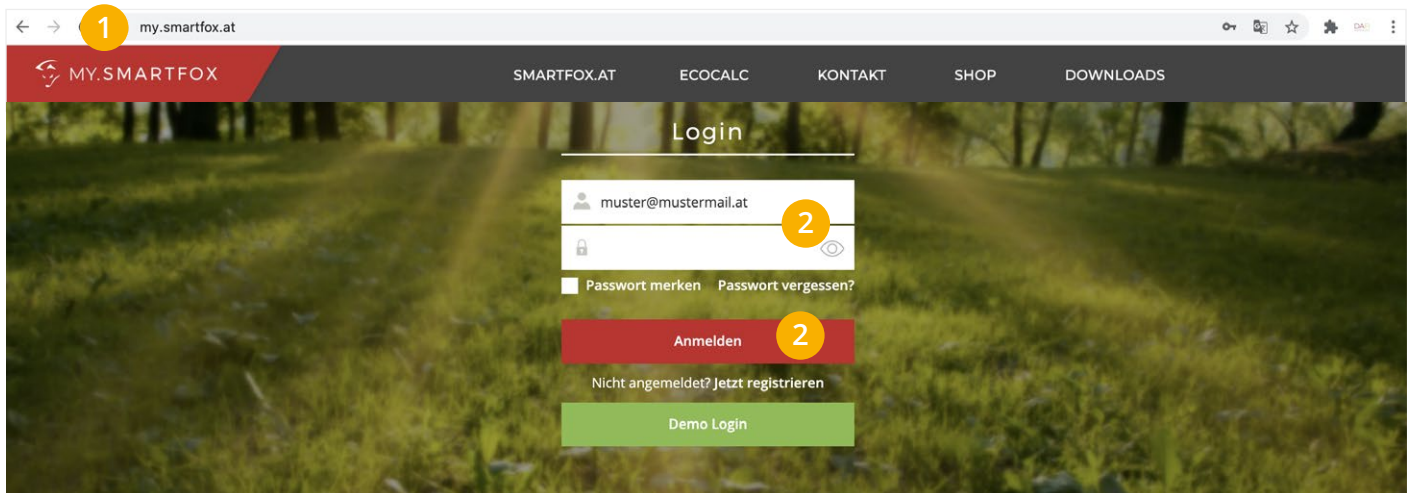 1
my.smartfox.at
MY.SMARTFOX
SMARTFOX.AT
ECOCALC
KONTAKT
SHOP
DOWNLOADS
Login
muster@mustermail.at
2
Passwort merken
Passwort vergessen?
Anmelden
2
Nicht angemeldet? Jetzt registrieren
Demo Login